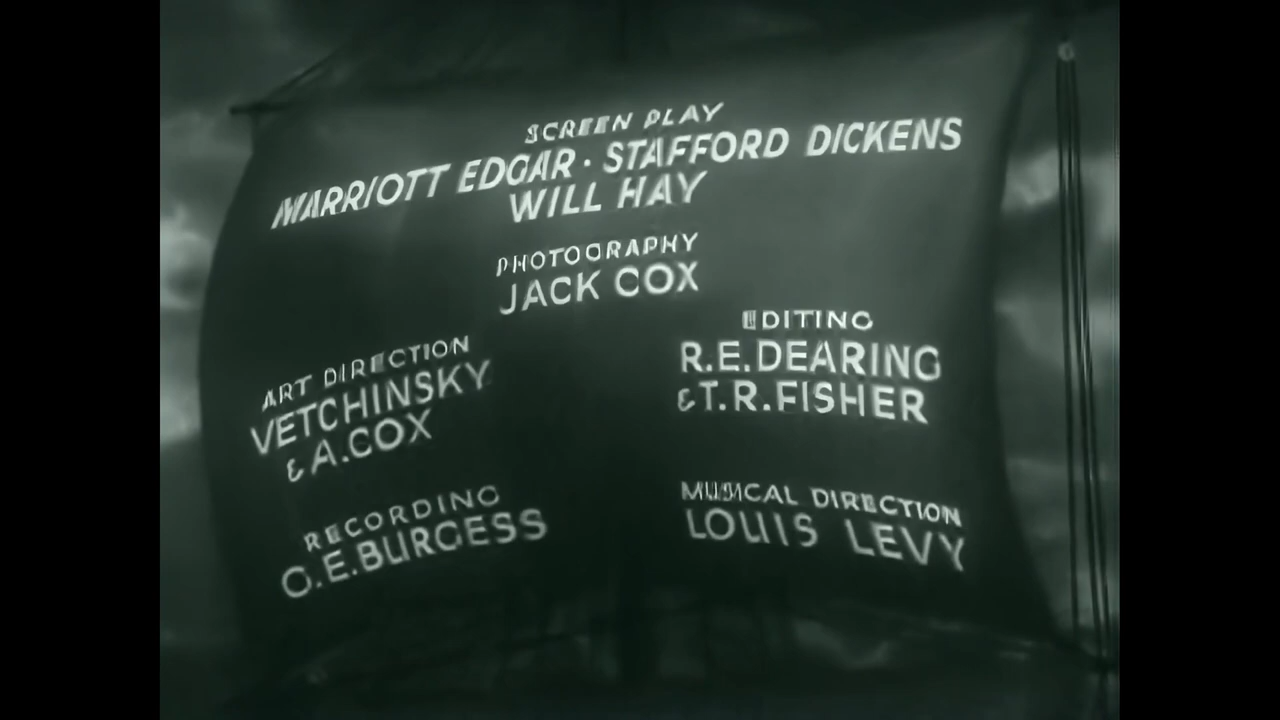 SCREEN PLAY
MARRIOTT EDGAR · STAFFORD DICKENS
WILL HAY
PHOTOGRAPHY
JACK COX
ART DIRECTION
VETCHINSKY
& A.COX
EDITING
R.E.DEARING
& T.R.FISHER
RECORDING
O.E.BURGESS
MUSICAL DIRECTION
LOUIS LEVY